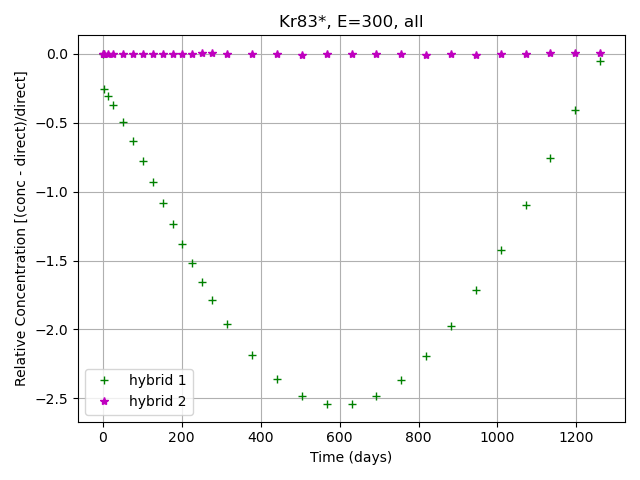 Kr83*, E=300, all
Relative Concentration [(conc - direct)/direct]
0.0
−0.5
−1.0
−1.5
−2.0
−2.5
hybrid 1
hybrid 2
0 200 400 600 800 1000 1200
Time (days)